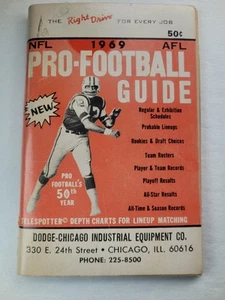 THE Right Drive FOR EVERY JOB
50¢
NFL 1969 AFL
PRO-FOOTBALL
GUIDE
NEW
Regular & Exhibition
Schedules
Probable Lineups
Rookies & Draft Choices
Team Rosters
Player & Team Records
Playoff Results
All-Star Results
All-Time & Season Records
PRO
FOOTBALL'S
50th
YEAR
TELESPOTTER© DEPTH CHARTS FOR LINEUP MATCHING
DODGE-CHICAGO INDUSTRIAL EQUIPMENT CO.
330 E. 24th Street • CHICAGO, ILL. 60616
PHONE: 225-8500